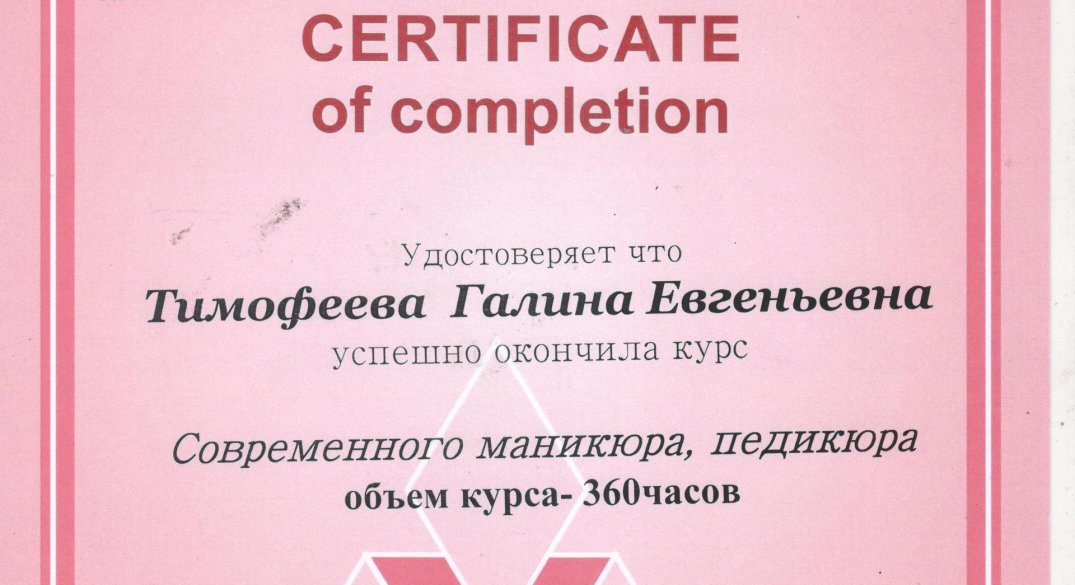 CERTIFICATE
of completion
Удостоверяет что
Тимофеева Галина Евгеньевна
успешно окончила курс
Современного маникюра, педикюра
объем курса- 360часов